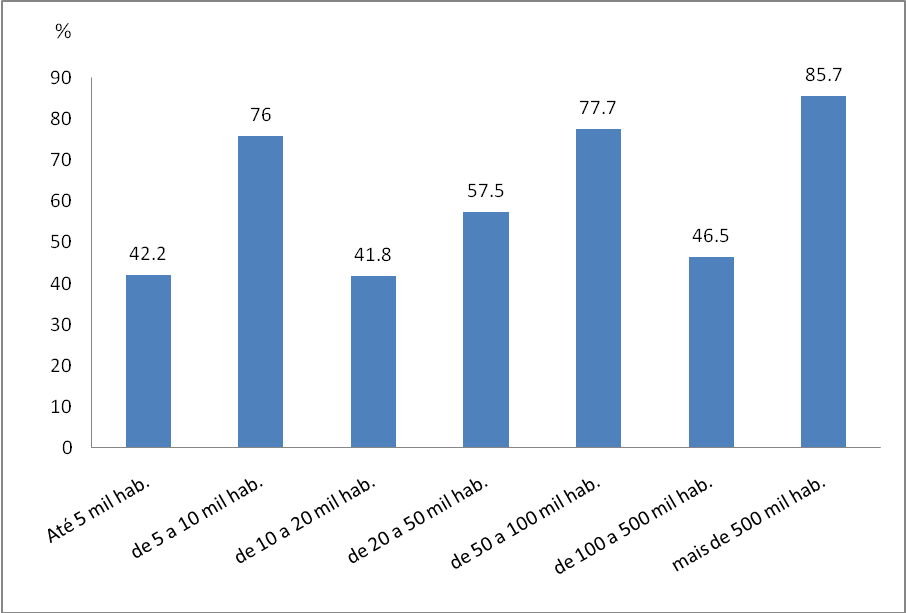 %
90
80
70
60
50
40
30
20
10
0
42.2
76
41.8
57.5
77.7
46.5
85.7
Até 5 mil hab.
de 5 a 10 mil hab.
de 10 a 20 mil hab.
de 20 a 50 mil hab.
de 50 a 100 mil hab.
de 100 a 500 mil hab.
mais de 500 mil hab.